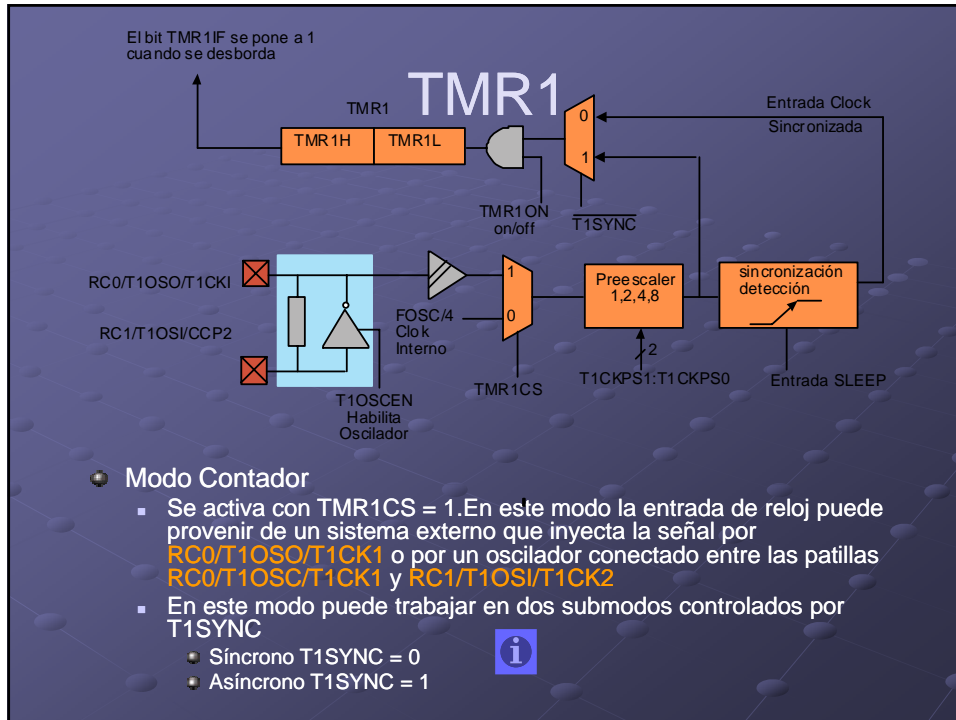 El bit TMR1IF se pone a 1
cuando se desborda
TMR1
TMR1
TMR1H
TMR1L
0
1
Entrada Clock
Sincronizada
TMR1ON
on/off
T1SYNC
RC0/T1OSO/T1CKI
RC1/T1OSI/CCP2
1
0
FOSC/4
Clok
Interno
Preescaler
1,2,4,8
sincronización
detección
2
TMR1CS
T1CKPS1:T1CKPS0
Entrada SLEEP
T1OSCEN
Habilita
Oscilador
Modo Contador
Se activa con TMR1CS = 1.En este modo la entrada de reloj puede
provenir de un sistema externo que inyecta la señal por
RC0/T1OSO/T1CK1 o por un oscilador conectado entre las patillas
RC0/T1OSC/T1CK1 y RC1/T1OSI/T1CK2
En este modo puede trabajar en dos submodos controlados por
T1SYNC
Síncrono T1SYNC = 0
Asíncrono T1SYNC = 1